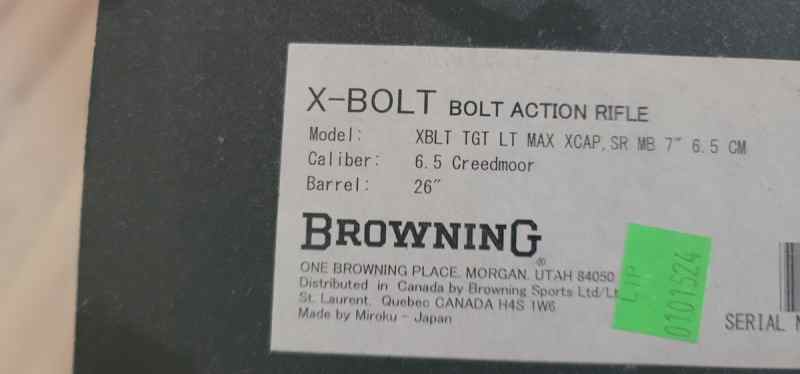 X-BOLT BOLT ACTION RIFLE
Model: XBLT TGT LT MAX XCAP,SR MB 7" 6.5 CM
Caliber: 6.5 Creedmoor
Barrel: 26"
BROWNING®
ONE BROWNING PLACE. MORGAN. UTAH 84050
Distributed in Canada by Browning Sports Ltd/Lt
St. Laurent. Quebec CANADA H4S 1W6
Made by Miroku - Japan
0101524
SERIAL N